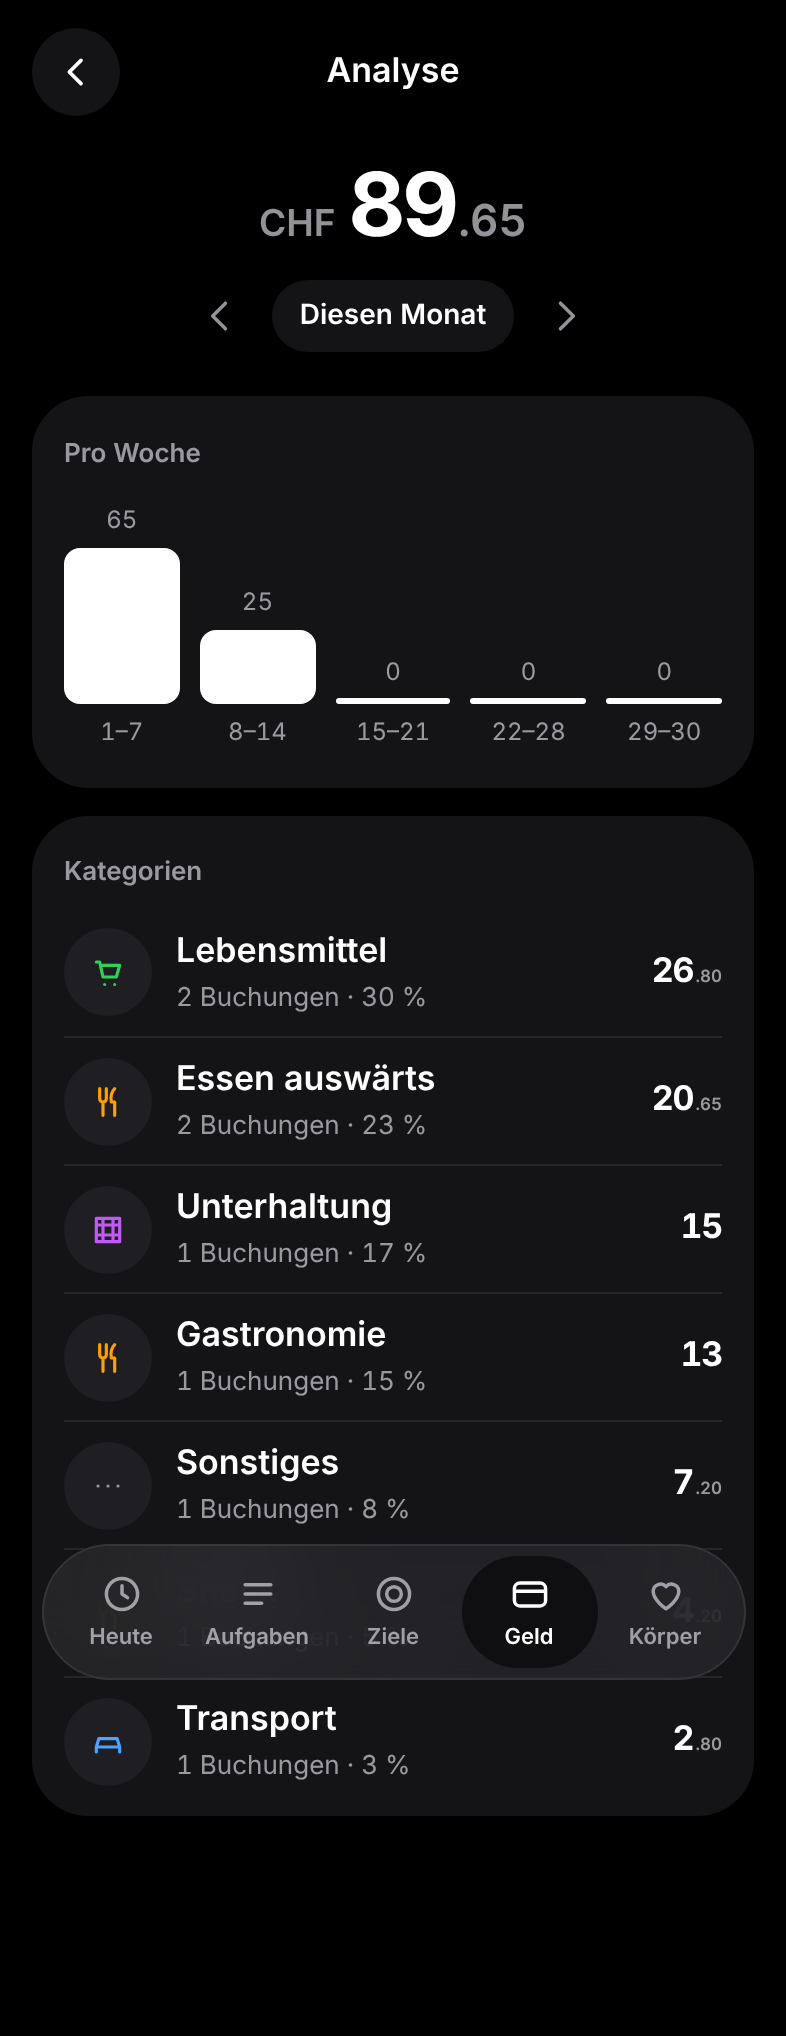 Analyse
CHF 89.65
Diesen Monat
Pro Woche
65
25
0
0
0
1–7
8–14
15–21
22–28
29–30
Kategorien
Lebensmittel
26.80
2 Buchungen · 30 %
Essen auswärts
20.65
2 Buchungen · 23 %
Unterhaltung
15
1 Buchungen · 17 %
Gastronomie
13
1 Buchungen · 15 %
Sonstiges
7.20
1 Buchungen · 8 %
4.20
Heute
Aufgaben
Ziele
Geld
Körper
Transport
2.80
1 Buchungen · 3 %